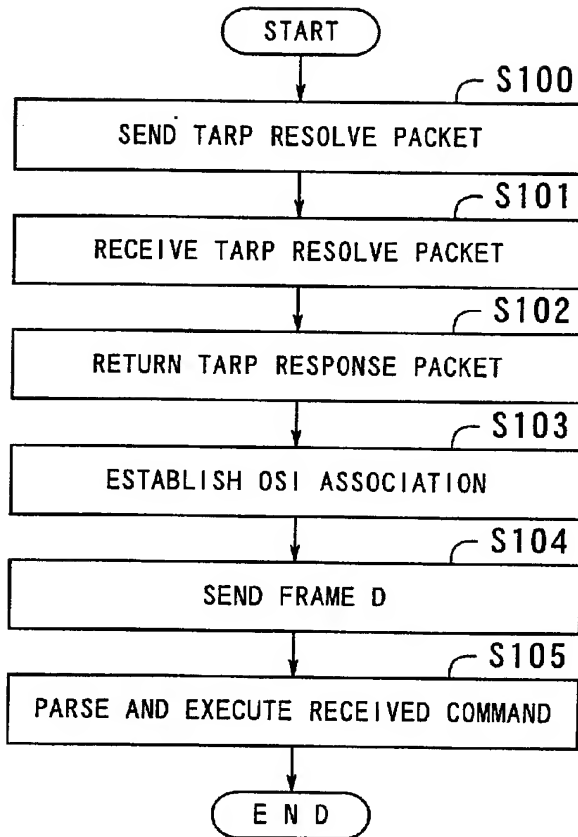 START
S100
SEND TARP RESOLVE PACKET
S101
RECEIVE TARP RESOLVE PACKET
S102
RETURN TARP RESPONSE PACKET
S103
ESTABLISH OSI ASSOCIATION
S104
SEND FRAME D
S105
PARSE AND EXECUTE RECEIVED COMMAND
E N D